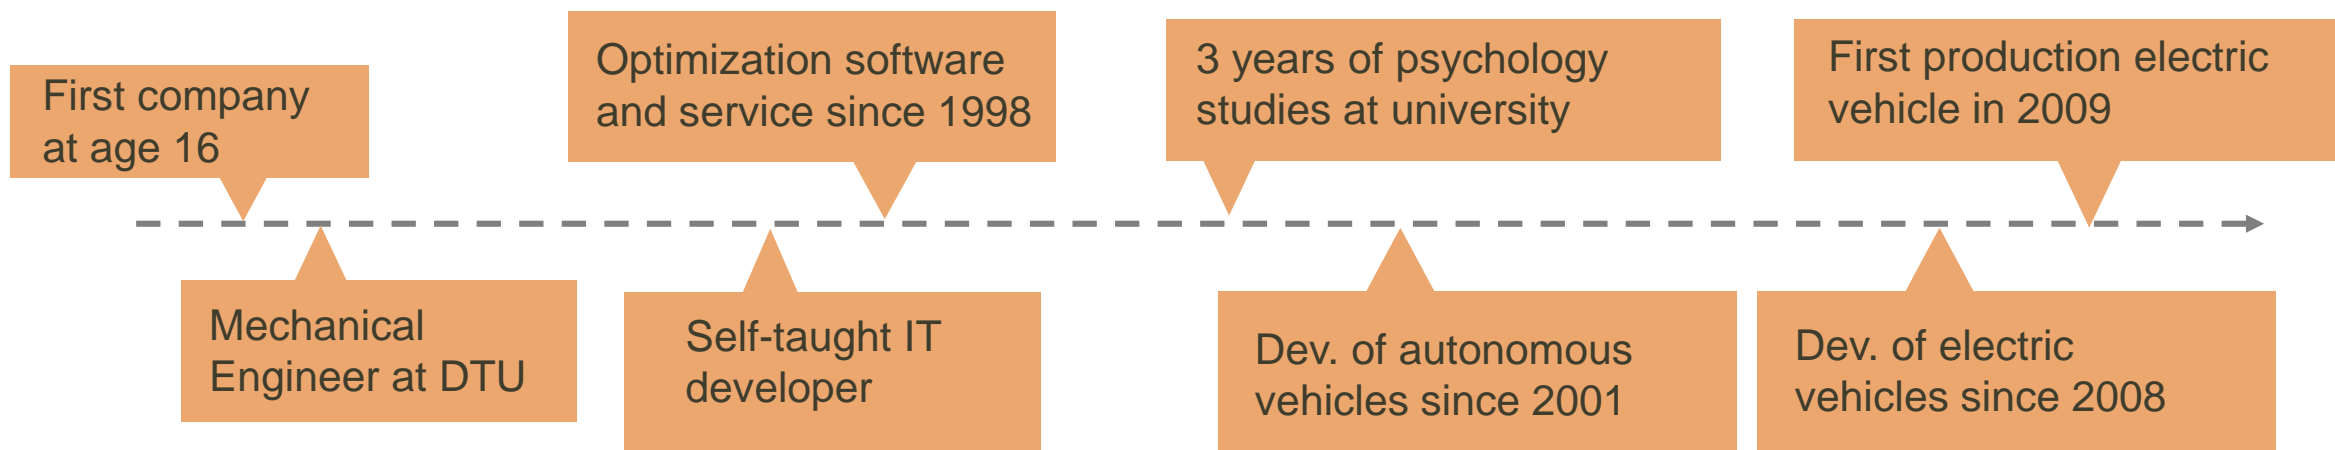 First company
at age 16
Optimization software
and service since 1998
3 years of psychology
studies at university
First production electric
vehicle in 2009
Mechanical
Engineer at DTU
Self-taught IT
developer
Dev. of autonomous
vehicles since 2001
Dev. of electric
vehicles since 2008